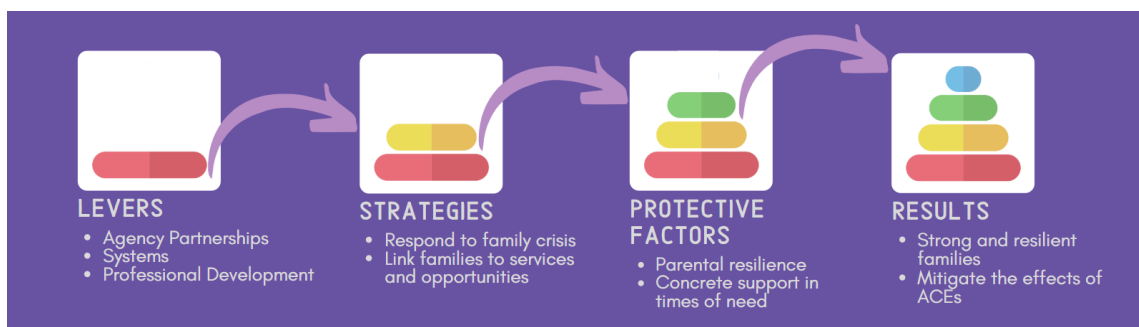 LEVERS
• Agency Partnerships
• Systems
• Professional Development
STRATEGIES
• Respond to family crisis
• Link families to services
and opportunities
PROTECTIVE
FACTORS
• Parental resilience
• Concrete support in
times of need
RESULTS
• Strong and resilient
families
• Mitigate the effects of
ACEs